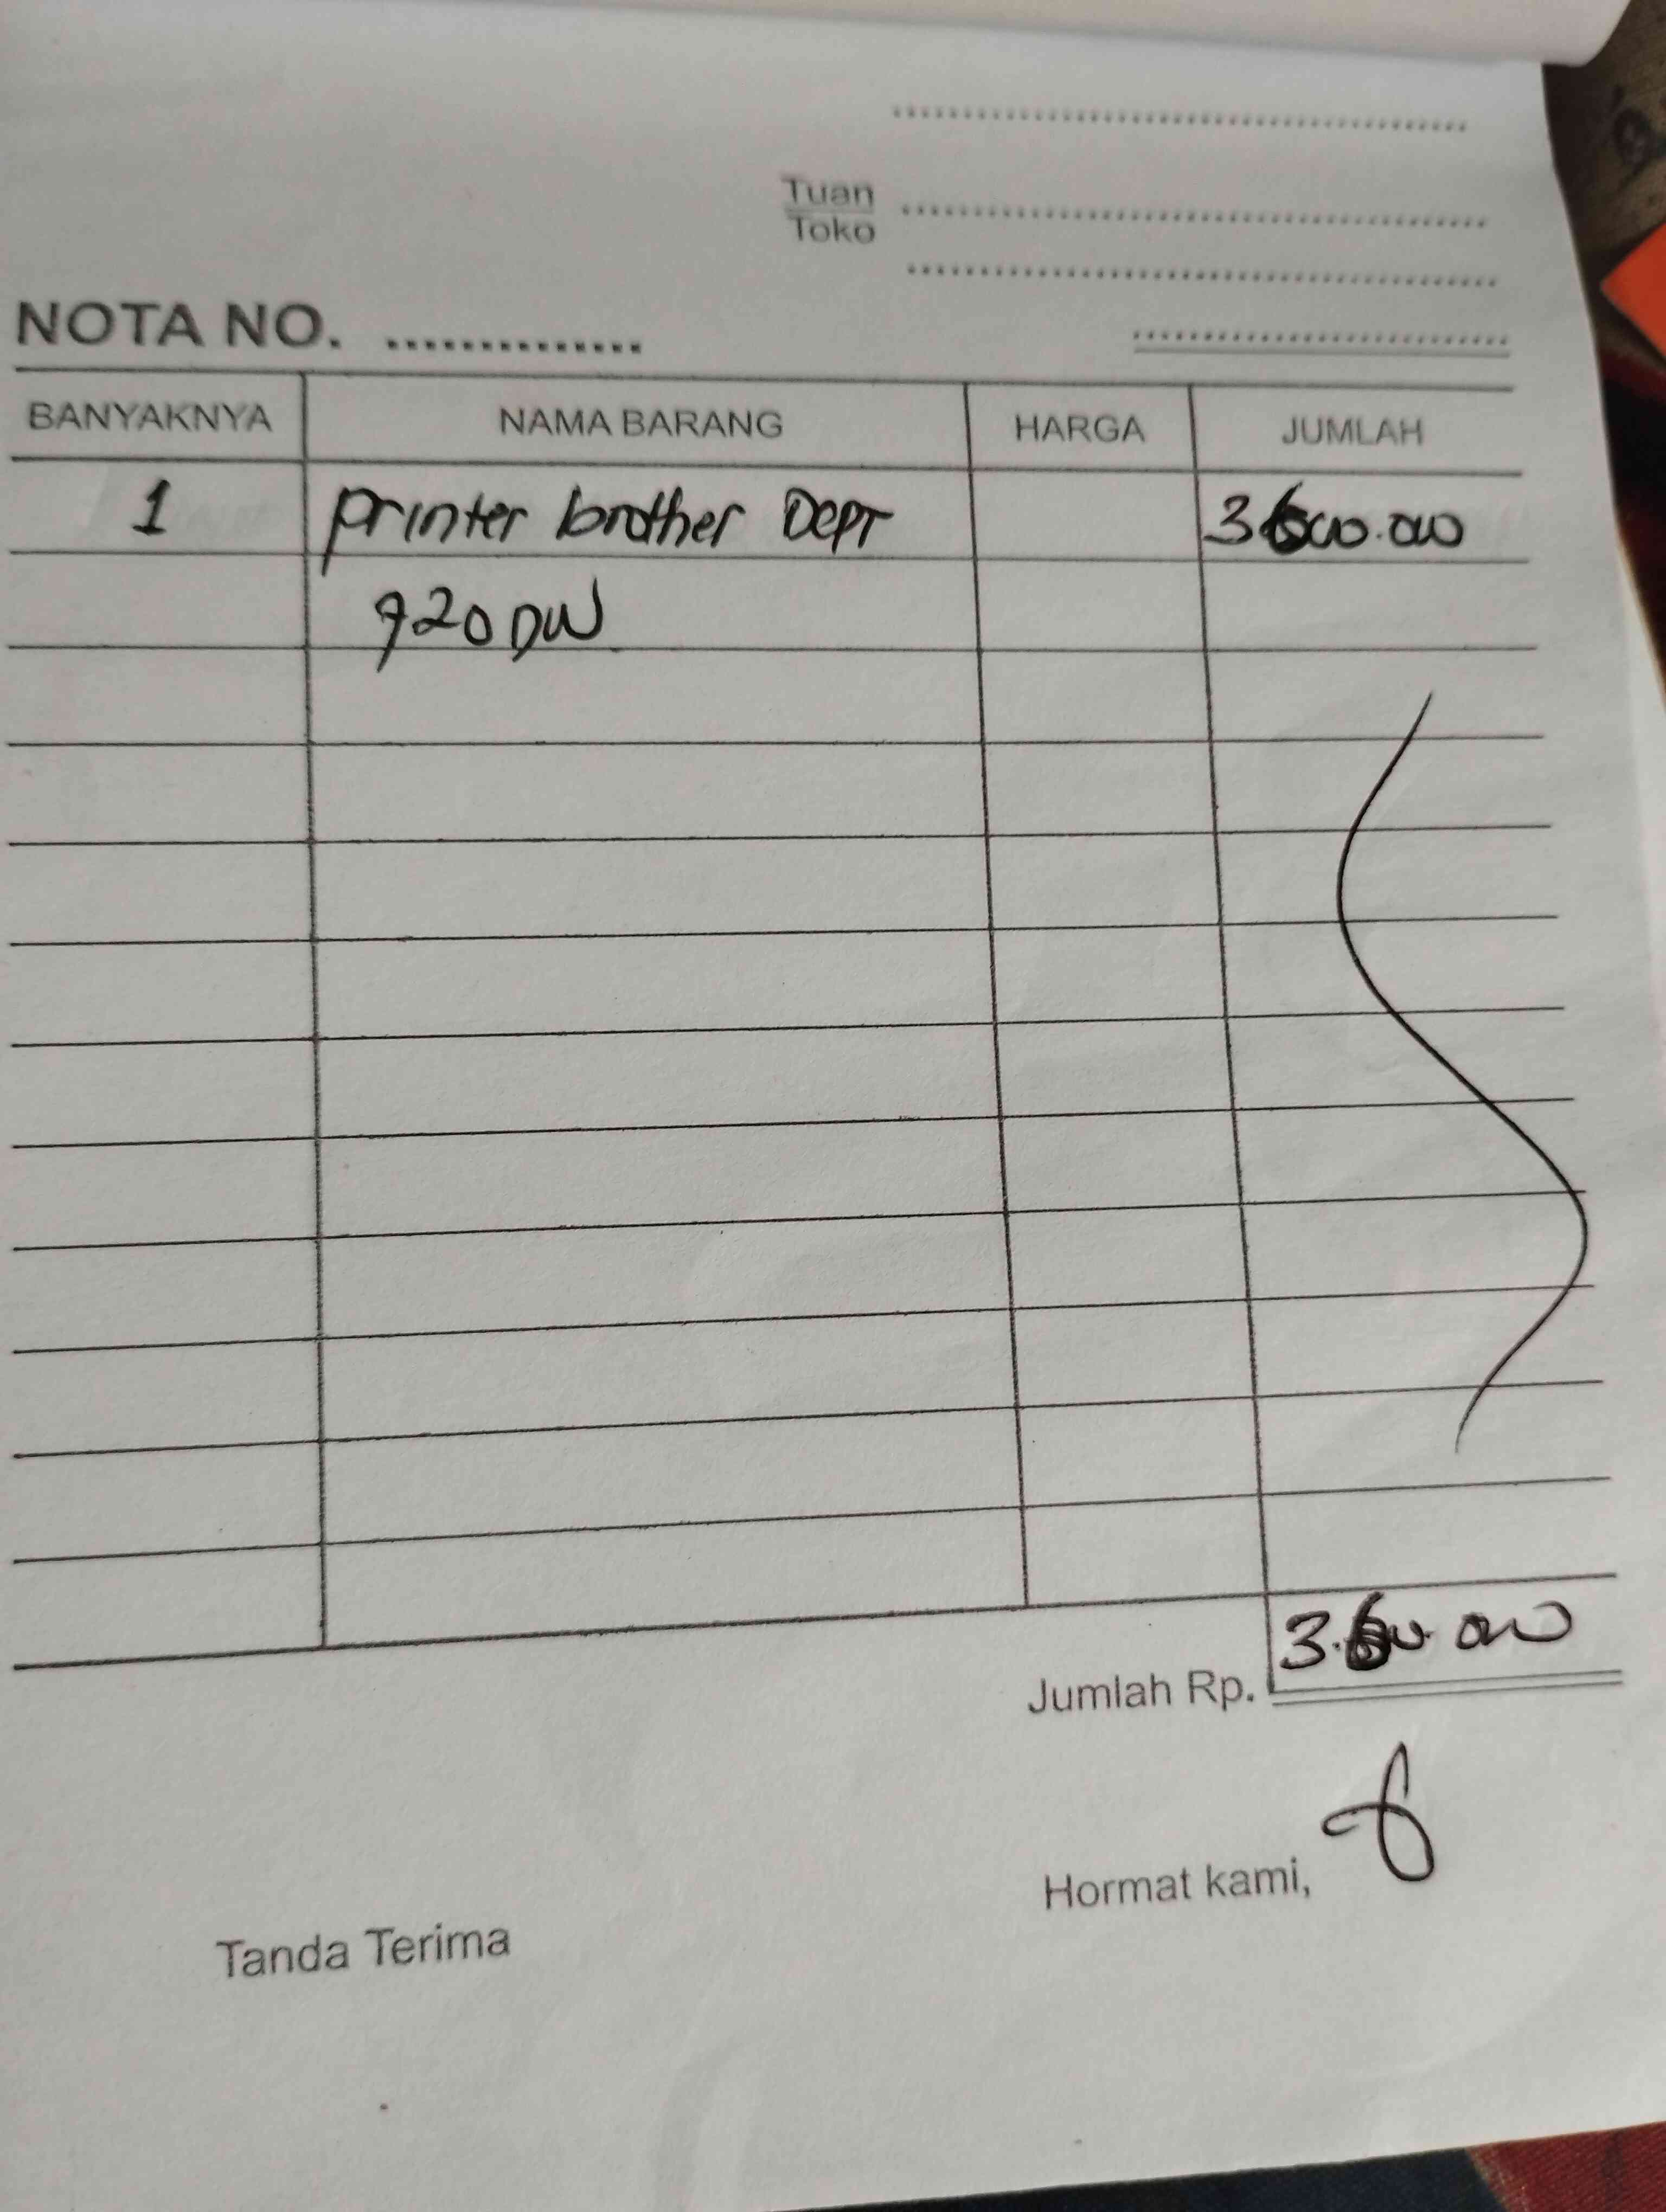 Tuan
Toko
NOTA NO. ..............
BANYAKNYA NAMA BARANG HARGA JUMLAH
1 printer brother DCPT 3.600.000
720DW
Jumlah Rp. 3.600.000
Hormat kami,
Tanda Terima